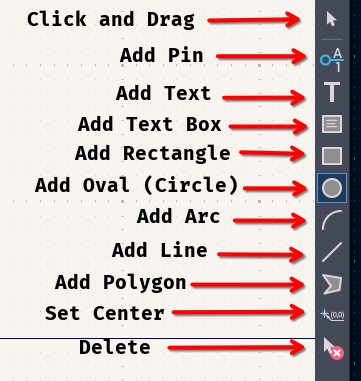 Click and Drag
Add Pin
A
1
Add Text
T
Add Text Box
Add Rectangle
Add Oval (Circle)
Add Arc
Add Line
Add Polygon
Set Center
(0,0)
Delete